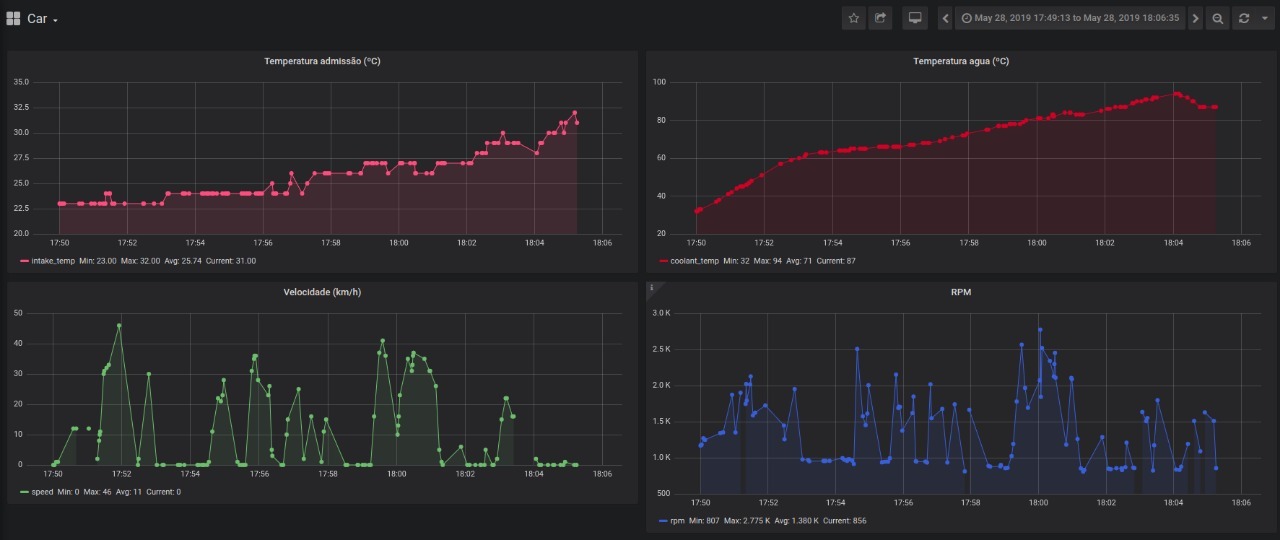 Car
May 28, 2019 17:49:13 to May 28, 2019 18:06:35
Temperatura admissão (ºC)
35.0
32.5
30.0
27.5
25.0
22.5
20.0
17:50 17:52 17:54 17:56 17:58 18:00 18:02 18:04 18:06
intake_temp Min: 23.00 Max: 32.00 Avg: 25.74 Current: 31.00
Temperatura agua (ºC)
100
80
60
40
20
17:50 17:52 17:54 17:56 17:58 18:00 18:02 18:04 18:06
coolant_temp Min: 32 Max: 94 Avg: 71 Current: 87
Velocidade (km/h)
50
40
30
20
10
0
17:50 17:52 17:54 17:56 17:58 18:00 18:02 18:04 18:06
speed Min: 0 Max: 46 Avg: 11 Current: 0
i
RPM
3.0 K
2.5 K
2.0 K
1.5 K
1.0 K
500
17:50 17:52 17:54 17:56 17:58 18:00 18:02 18:04 18:06
rpm Min: 807 Max: 2.775 K Avg: 1.380 K Current: 856